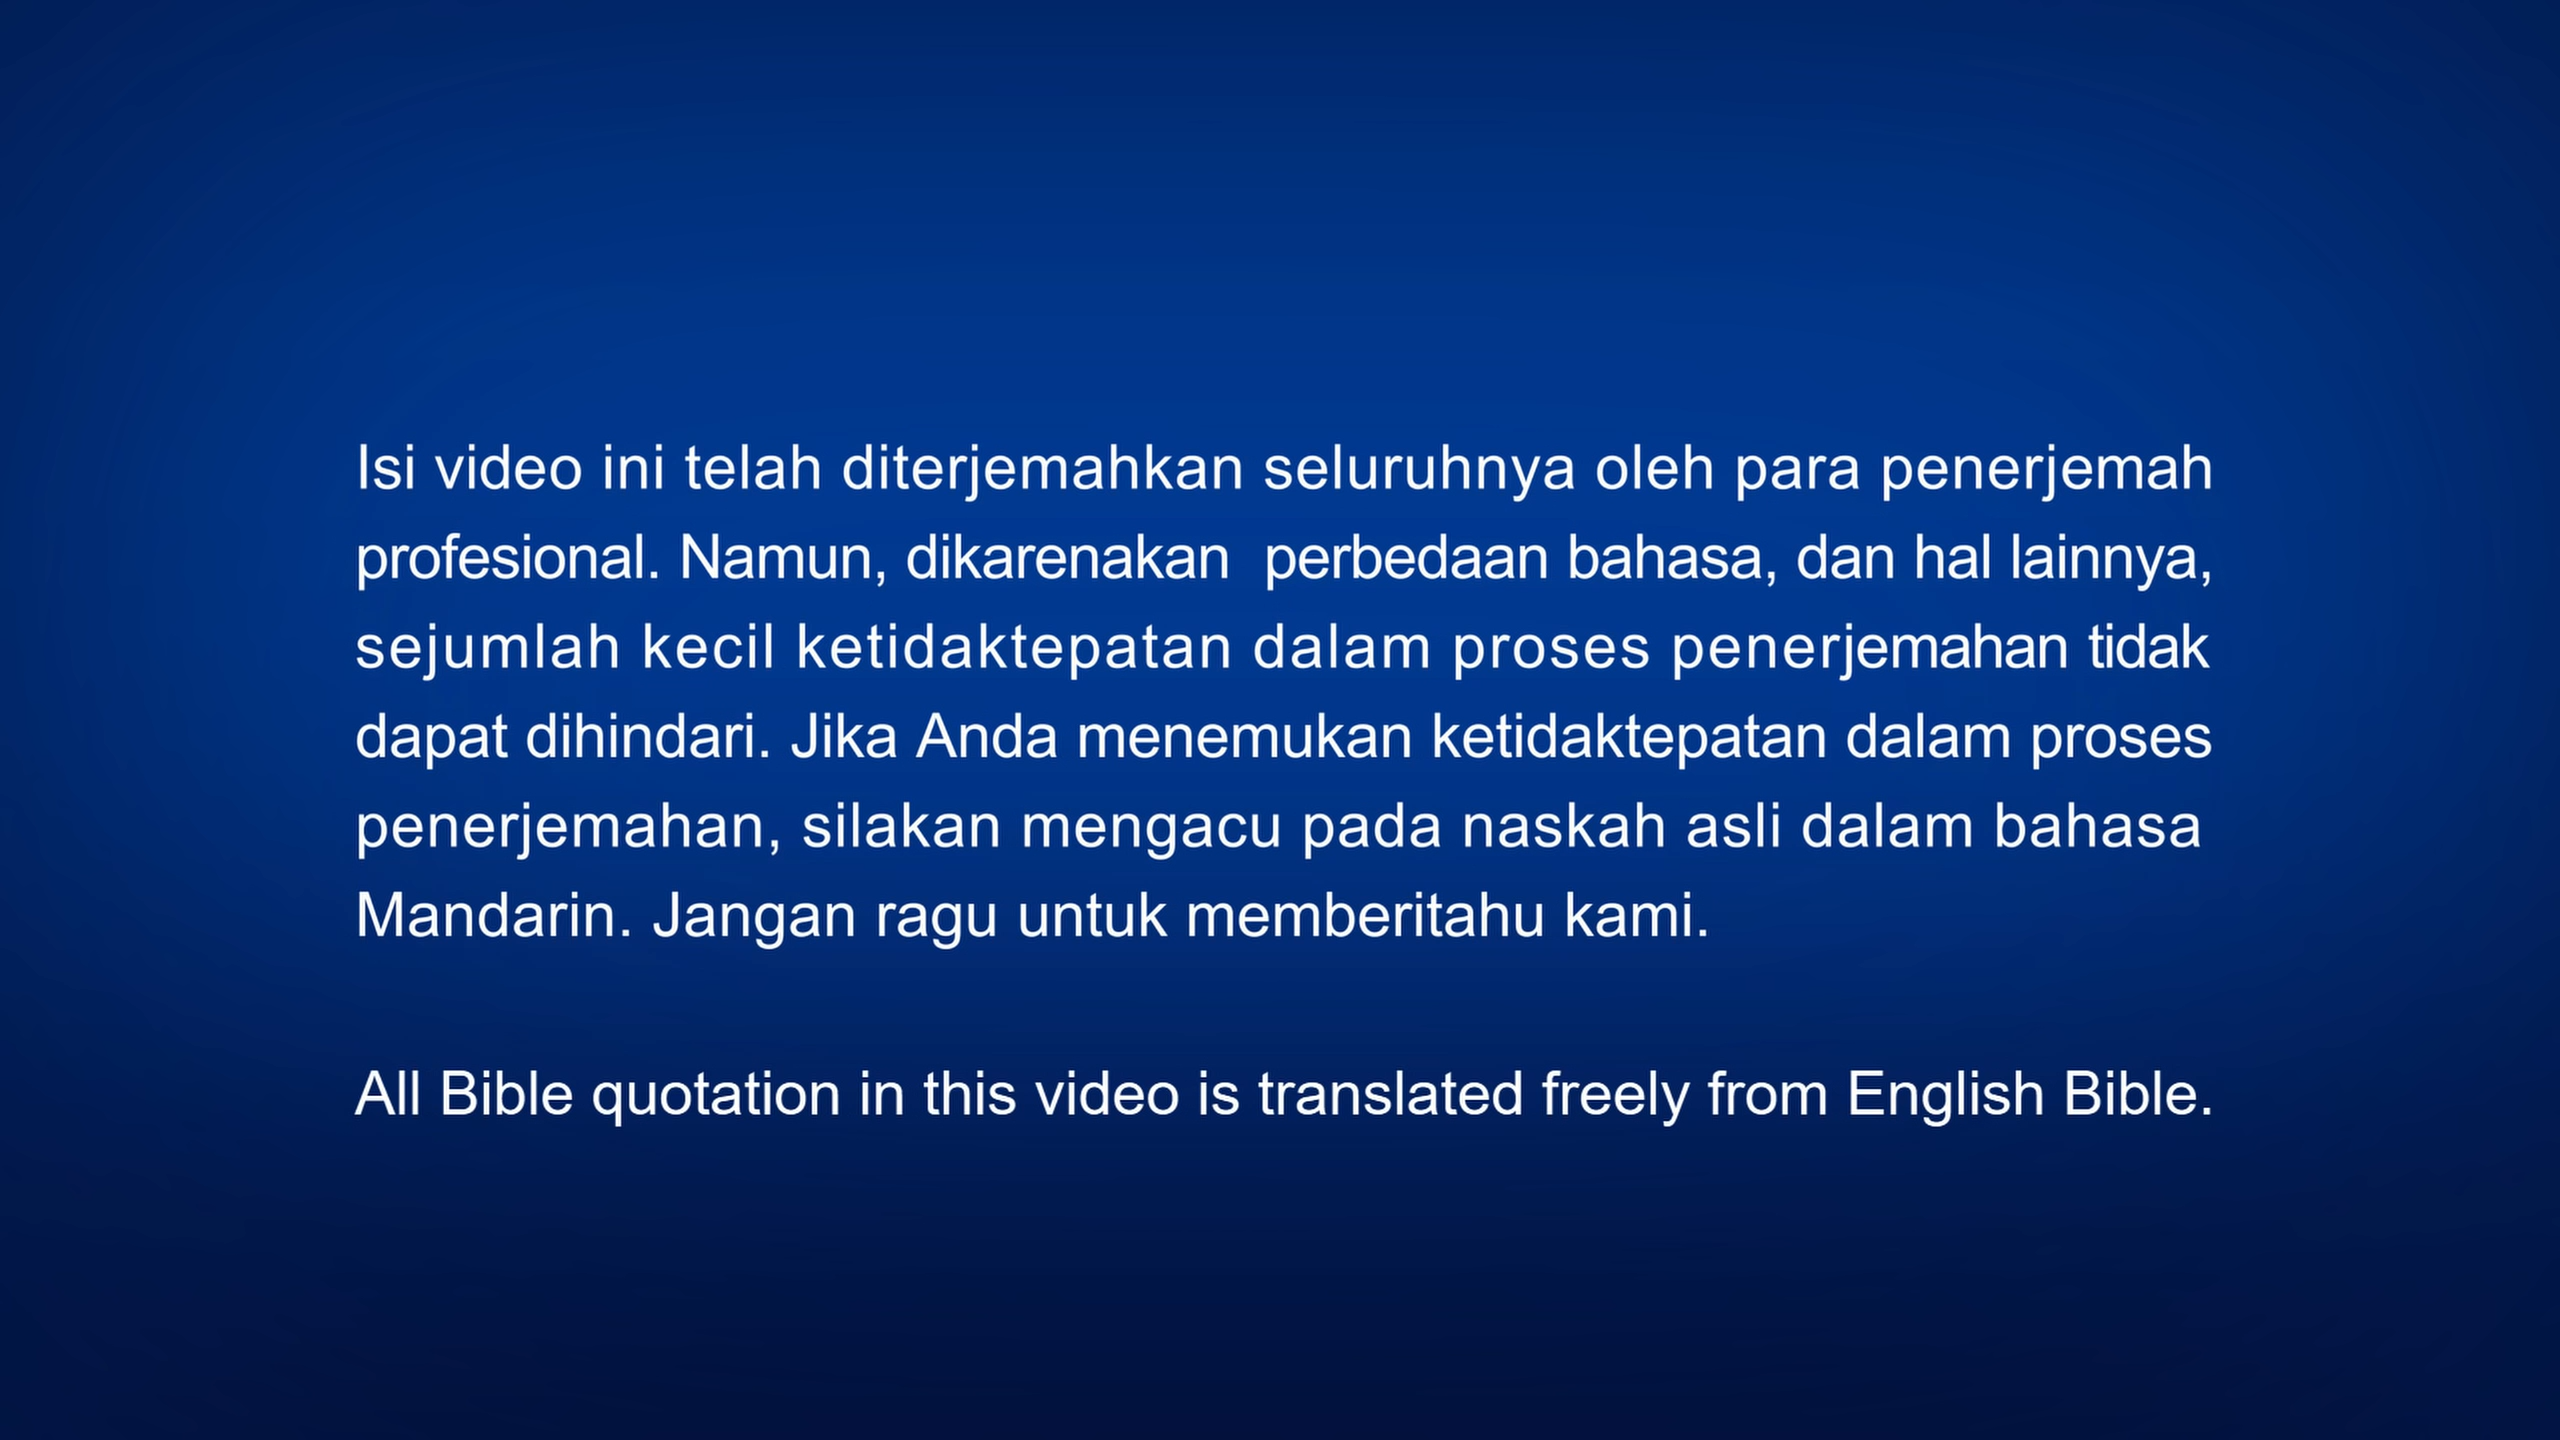 Isi video ini telah diterjemahkan seluruhnya oleh para penerjemah
profesional. Namun, dikarenakan  perbedaan bahasa, dan hal lainnya,
sejumlah kecil ketidaktepatan dalam proses penerjemahan tidak
dapat dihindari. Jika Anda menemukan ketidaktepatan dalam proses
penerjemahan, silakan mengacu pada naskah asli dalam bahasa
Mandarin. Jangan ragu untuk memberitahu kami.
All Bible quotation in this video is translated freely from English Bible.